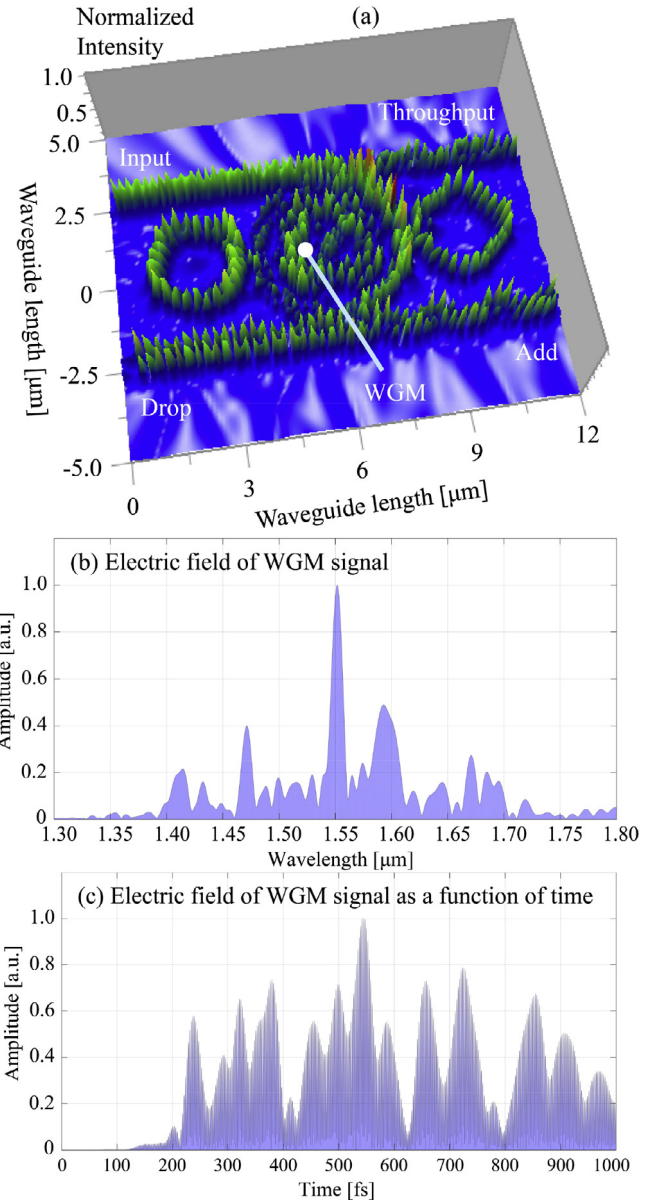 Normalized
Intensity
(a)
1.0
0.5
5.0
2.5
0
-2.5
-5.0
Waveguide length [μm]
Input
Throughput
Drop
Add
WGM
0
3
6
9
12
Waveguide length [μm]
(b) Electric field of WGM signal
1.0
0.8
0.6
0.4
0.2
0
Amplitude [a.u.]
1.30 1.35 1.40 1.45 1.50 1.55 1.60 1.65 1.70 1.75 1.80
Wavelength [μm]
(c) Electric field of WGM signal as a function of time
1.0
0.8
0.6
0.4
0.2
0
Amplitude [a.u.]
0 100 200 300 400 500 600 700 800 900 1000
Time [fs]